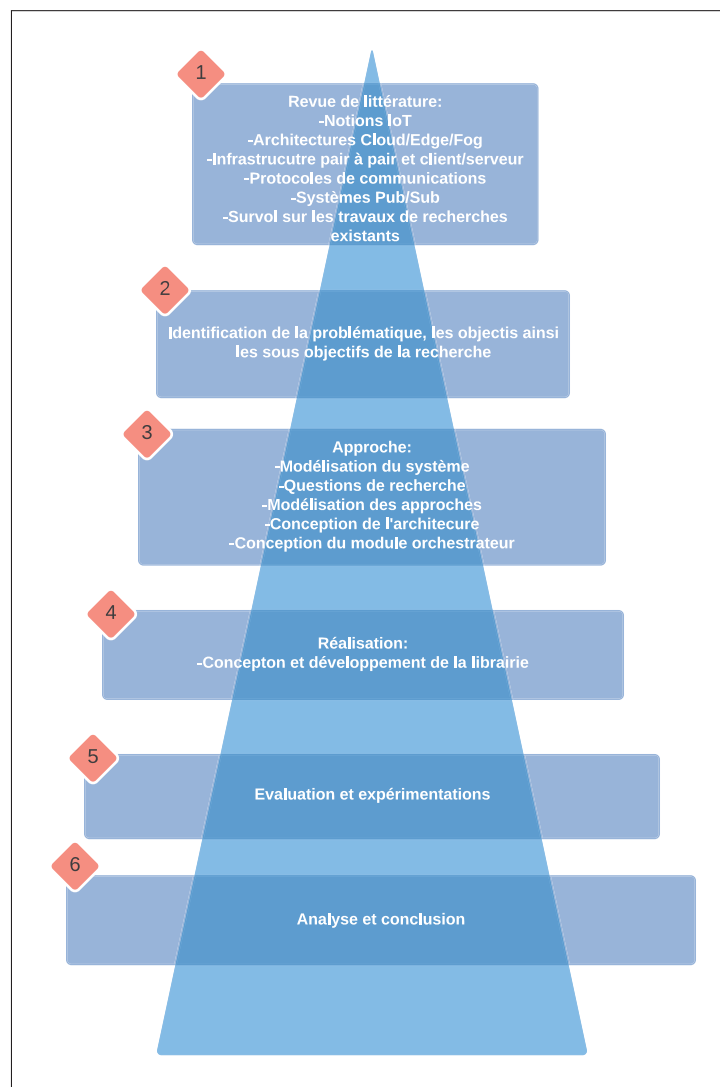 1
Revue de littérature:
-Notions IoT
-Architectures Cloud/Edge/Fog
-Infrastrucutre pair à pair et client/serveur
-Protocoles de communications
-Systèmes Pub/Sub
-Survol sur les travaux de recherches
existants
2
Identification de la problématique, les objectis ainsi
les sous objectifs de la recherche
3
Approche:
-Modélisation du système
-Questions de recherche
-Modélisation des approches
-Conception de l'architecure
-Conception du module orchestrateur
4
Réalisation:
-Concepton et développement de la librairie
5
Evaluation et expérimentations
6
Analyse et conclusion